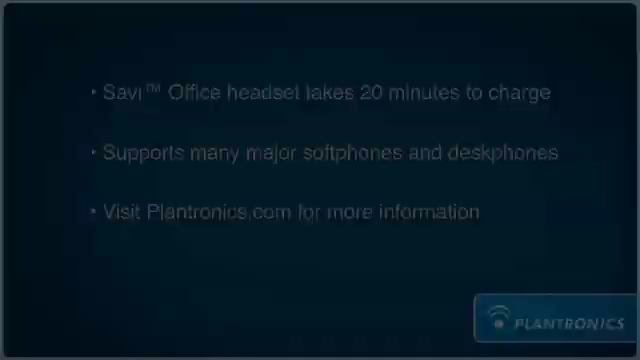 • Savi™ Office headset takes 20 minutes to charge
• Supports many major softphones and deskphones
• Visit Plantronics.com for more information
PLANTRONICS